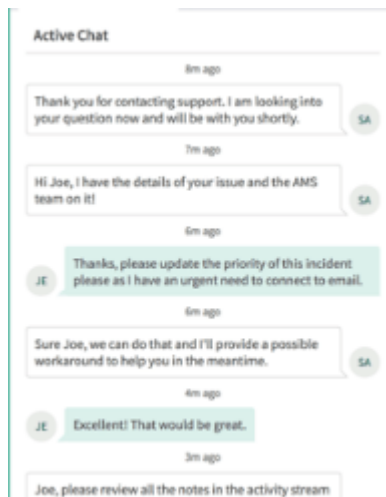 Active Chat
8m ago
Thank you for contacting support. I am looking into
your question now and will be with you shortly.
SA
7m ago
Hi Joe, I have the details of your issue and the AMS
team on it!
SA
6m ago
Thanks, please update the priority of this incident
please as I have an urgent need to connect to email.
JE
6m ago
Sure Joe, we can do that and I'll provide a possible
workaround to help you in the meantime.
SA
4m ago
JE
Excellent! That would be great.
3m ago
Joe, please review all the notes in the activity stream